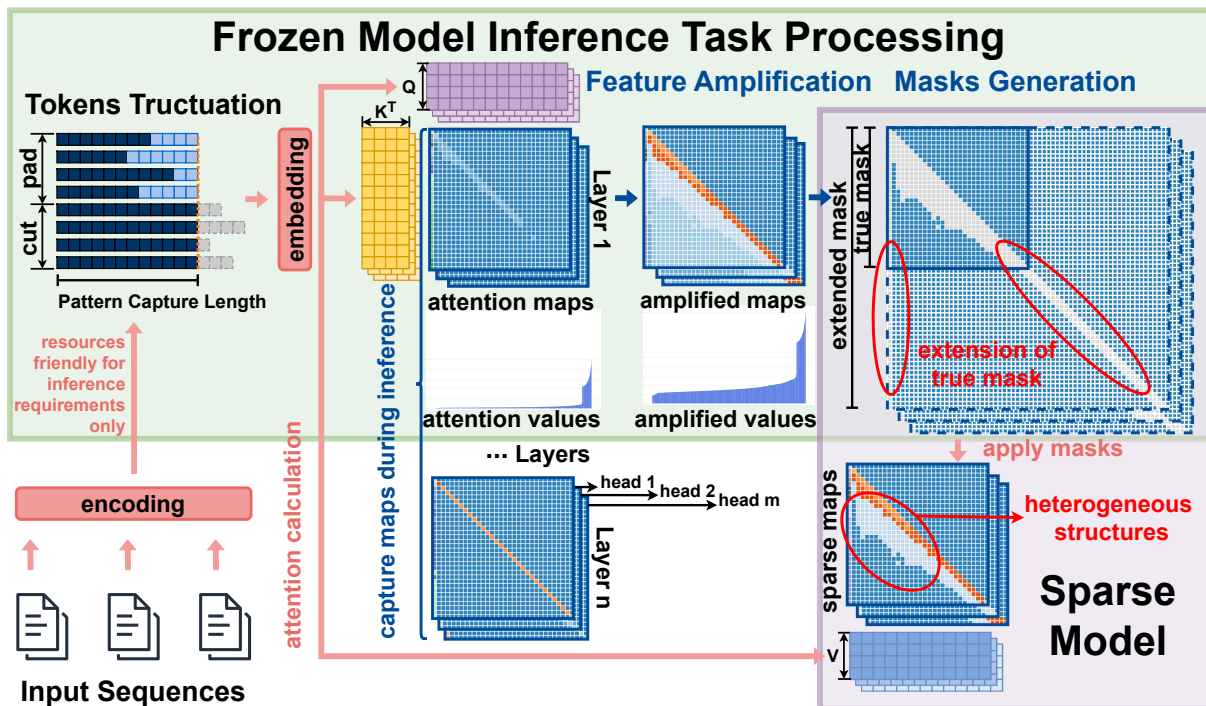 Frozen Model Inference Task Processing
Tokens Tructuation
Q
Feature Amplification
Masks Generation
K^T
pad
cut
Pattern Capture Length
embedding
Layer 1
attention maps
amplified maps
attention values
amplified values
extended mask
true mask
extension of
true mask
resources
friendly for
inference
requirements
only
capture maps during ineference
attention calculation
... Layers
head 1
head 2
head m
Layer n
apply masks
sparse maps
heterogeneous
structures
Sparse
Model
V
encoding
Input Sequences